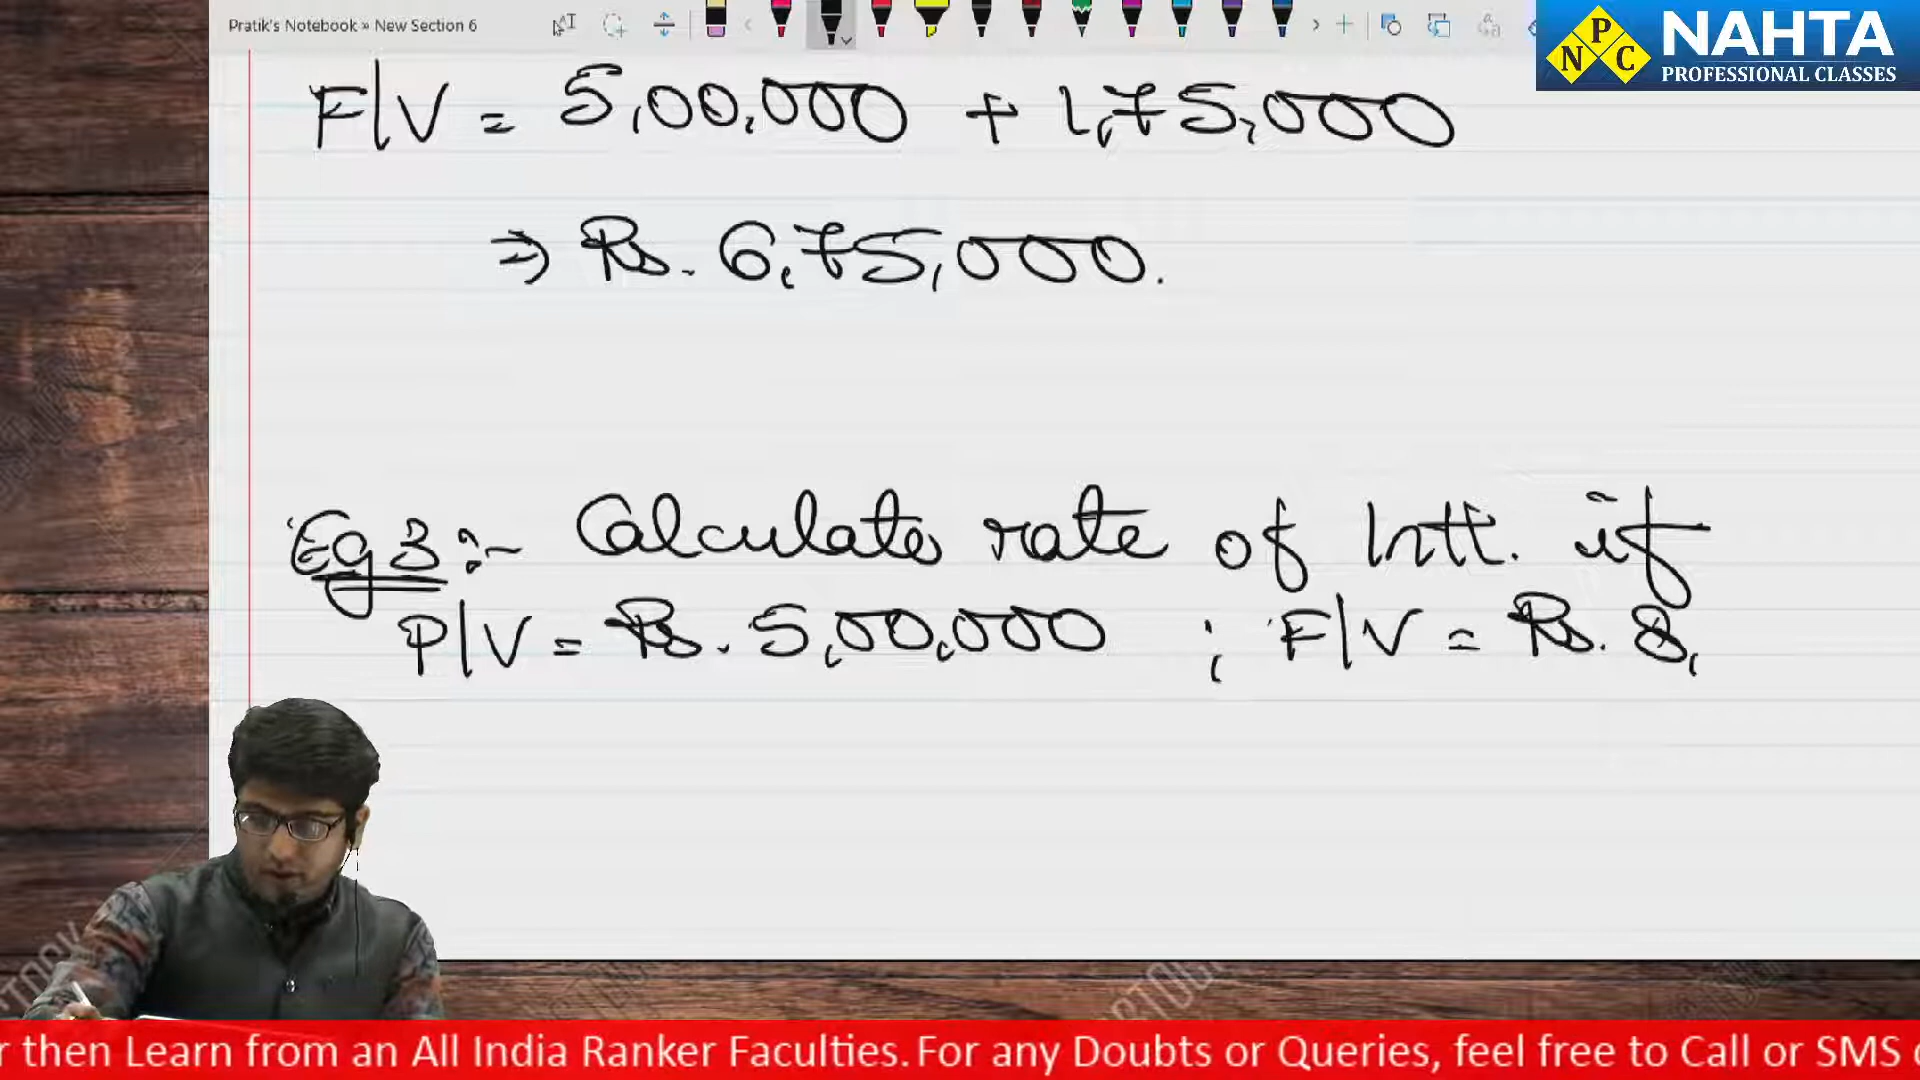 Pratik's Notebook » New Section 6
NPC
NAHTA
PROFESSIONAL CLASSES
F/V = 5,00,000 + 1,75,000
⇒ Rs. 6,75,000.
Eg 3:- Calculate rate of Intt. if
P/V = Rs. 5,00,000 ; F/V = Rs. 8,
r then Learn from an All India Ranker Faculties. For any Doubts or Queries, feel free to Call or SMS